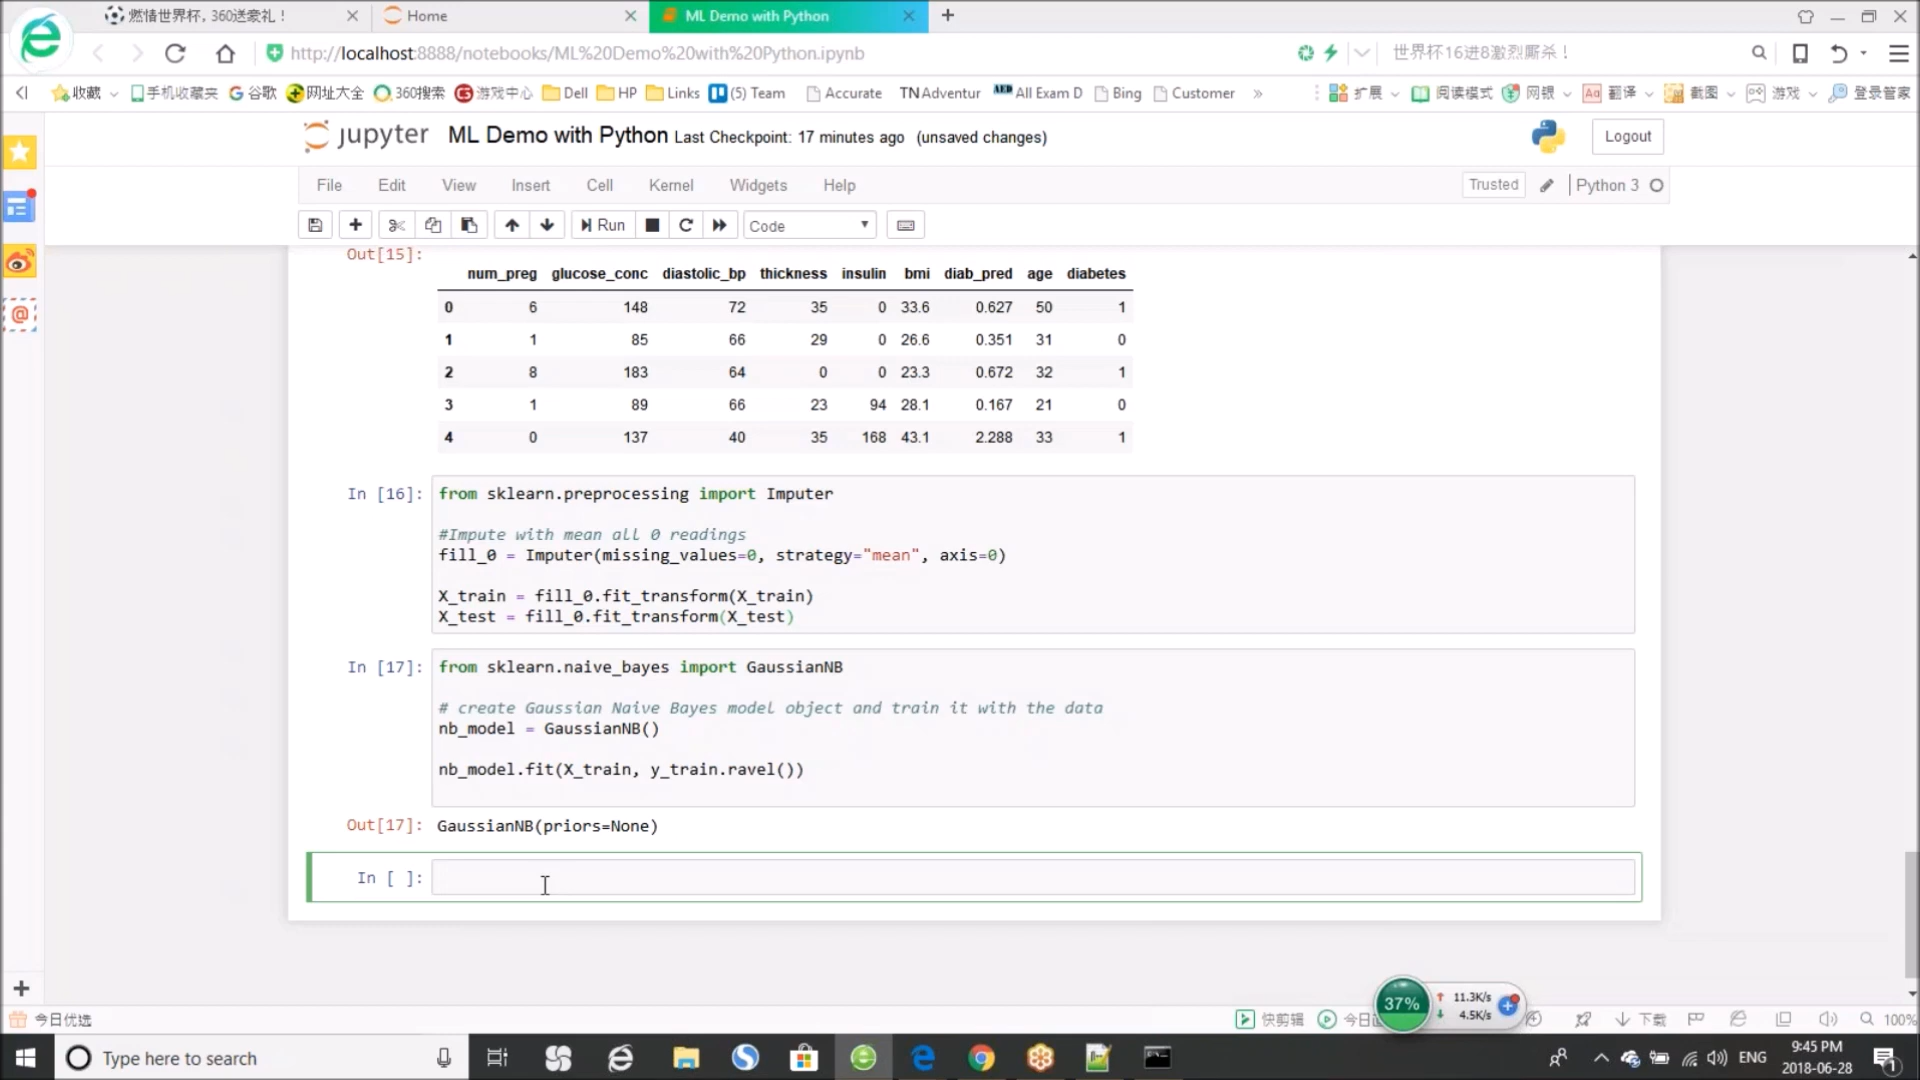 燃情世界杯, 360送豪礼！
Home
ML Demo with Python
http://localhost:8888/notebooks/ML%20Demo%20with%20Python.ipynb
世界杯16进8激烈厮杀！
收藏 手机收藏夹 谷歌 网址大全 360搜索 游戏中心 Dell HP Links (5) Team Accurate TN Adventur AED All Exam D Bing Customer » 扩展 阅读模式 网银 Aa 翻译 截图 游戏 登录管家
jupyter ML Demo with Python Last Checkpoint: 17 minutes ago (unsaved changes) Logout
File Edit View Insert Cell Kernel Widgets Help Trusted Python 3
Run Code
Out[15]:
num_preg glucose_conc diastolic_bp thickness insulin bmi diab_pred age diabetes
0 6 148 72 35 0 33.6 0.627 50 1
1 1 85 66 29 0 26.6 0.351 31 0
2 8 183 64 0 0 23.3 0.672 32 1
3 1 89 66 23 94 28.1 0.167 21 0
4 0 137 40 35 168 43.1 2.288 33 1
In [16]: from sklearn.preprocessing import Imputer
#Impute with mean all 0 readings
fill_0 = Imputer(missing_values=0, strategy="mean", axis=0)
X_train = fill_0.fit_transform(X_train)
X_test = fill_0.fit_transform(X_test)
In [17]: from sklearn.naive_bayes import GaussianNB
# create Gaussian Naive Bayes model object and train it with the data
nb_model = GaussianNB()
nb_model.fit(X_train, y_train.ravel())
Out[17]: GaussianNB(priors=None)
In [ ]:
37% 11.3K/s
4.5K/s
今日优选 快剪辑 今日 下载 100%
Type here to search
ENG 9:45 PM
2018-06-28
1